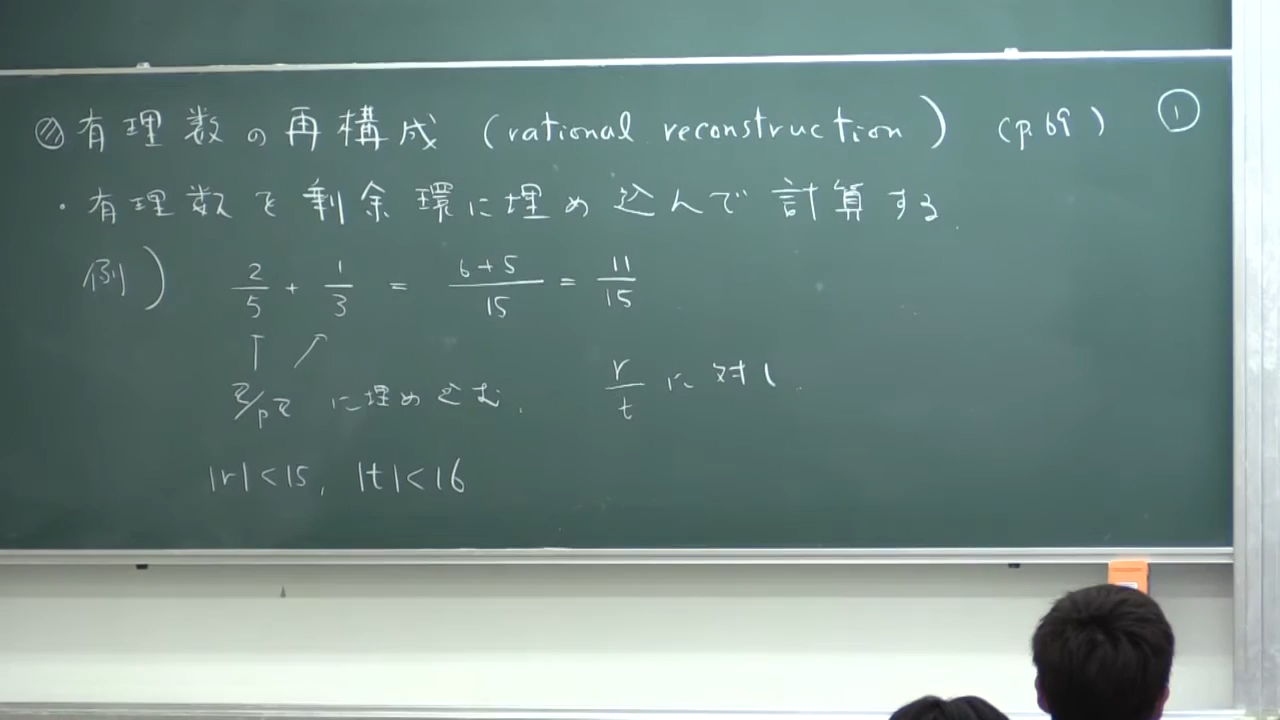 ◎有理数の再構成 (rational reconstruction) (p.69) ①
・有理数を剰余環に埋め込んで計算する.
例) 2/5 + 1/3 = 6+5/15 = 11/15
↑ ↗
Z/pZ に埋め込む. r/t に対し
|r|<15, |t|<16